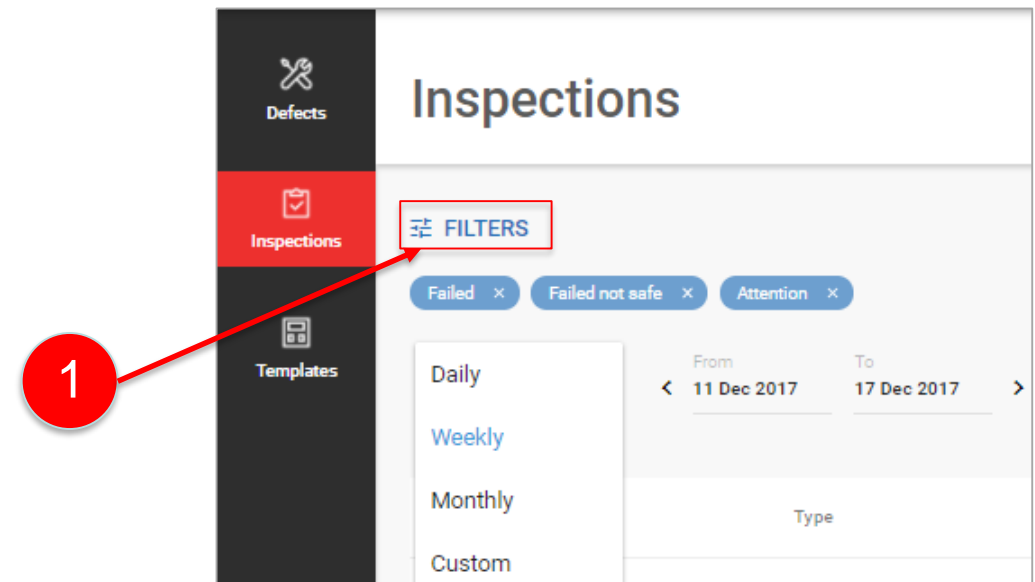 Defects
Inspections
Inspections
FILTERS
Failed ×
Failed not safe ×
Attention ×
Templates
1
Daily
Weekly
Monthly
Custom
From
11 Dec 2017
To
17 Dec 2017
Type